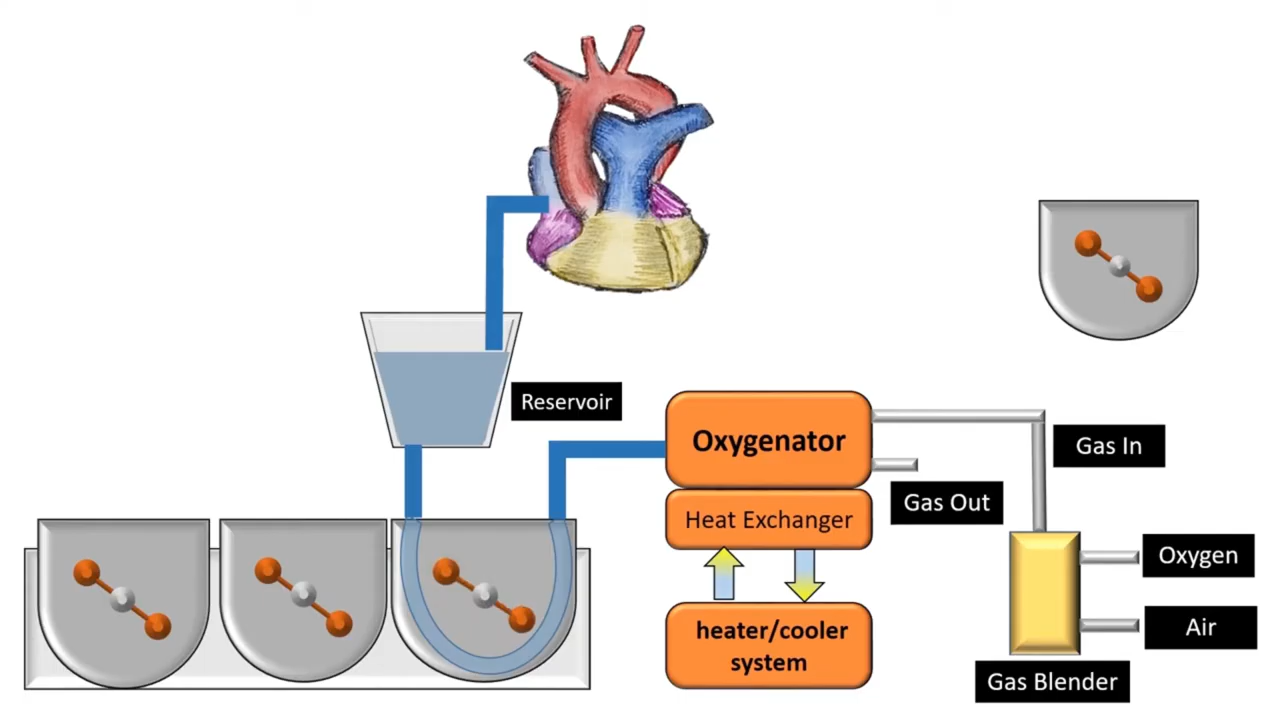 Reservoir
Oxygenator
Gas In
Gas Out
Heat Exchanger
Oxygen
heater/cooler
system
Air
Gas Blender